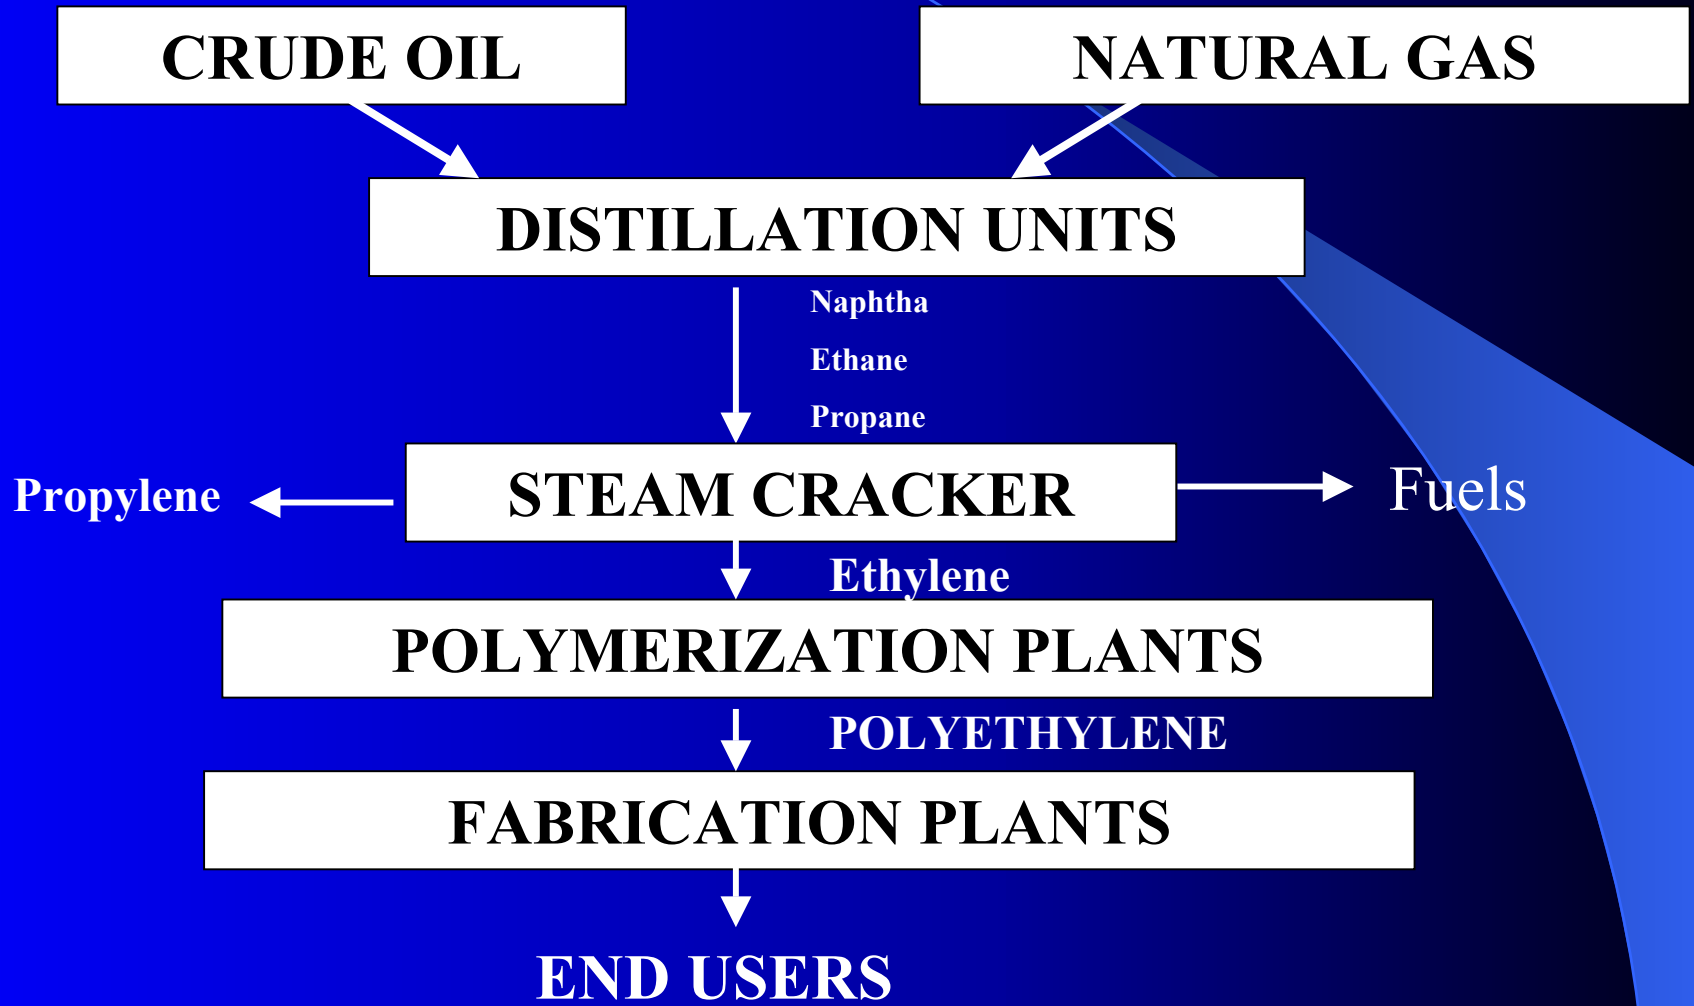 CRUDE OIL
NATURAL GAS
DISTILLATION UNITS
Naphtha
Ethane
Propane
STEAM CRACKER
Propylene
Fuels
Ethylene
POLYMERIZATION PLANTS
POLYETHYLENE
FABRICATION PLANTS
END USERS